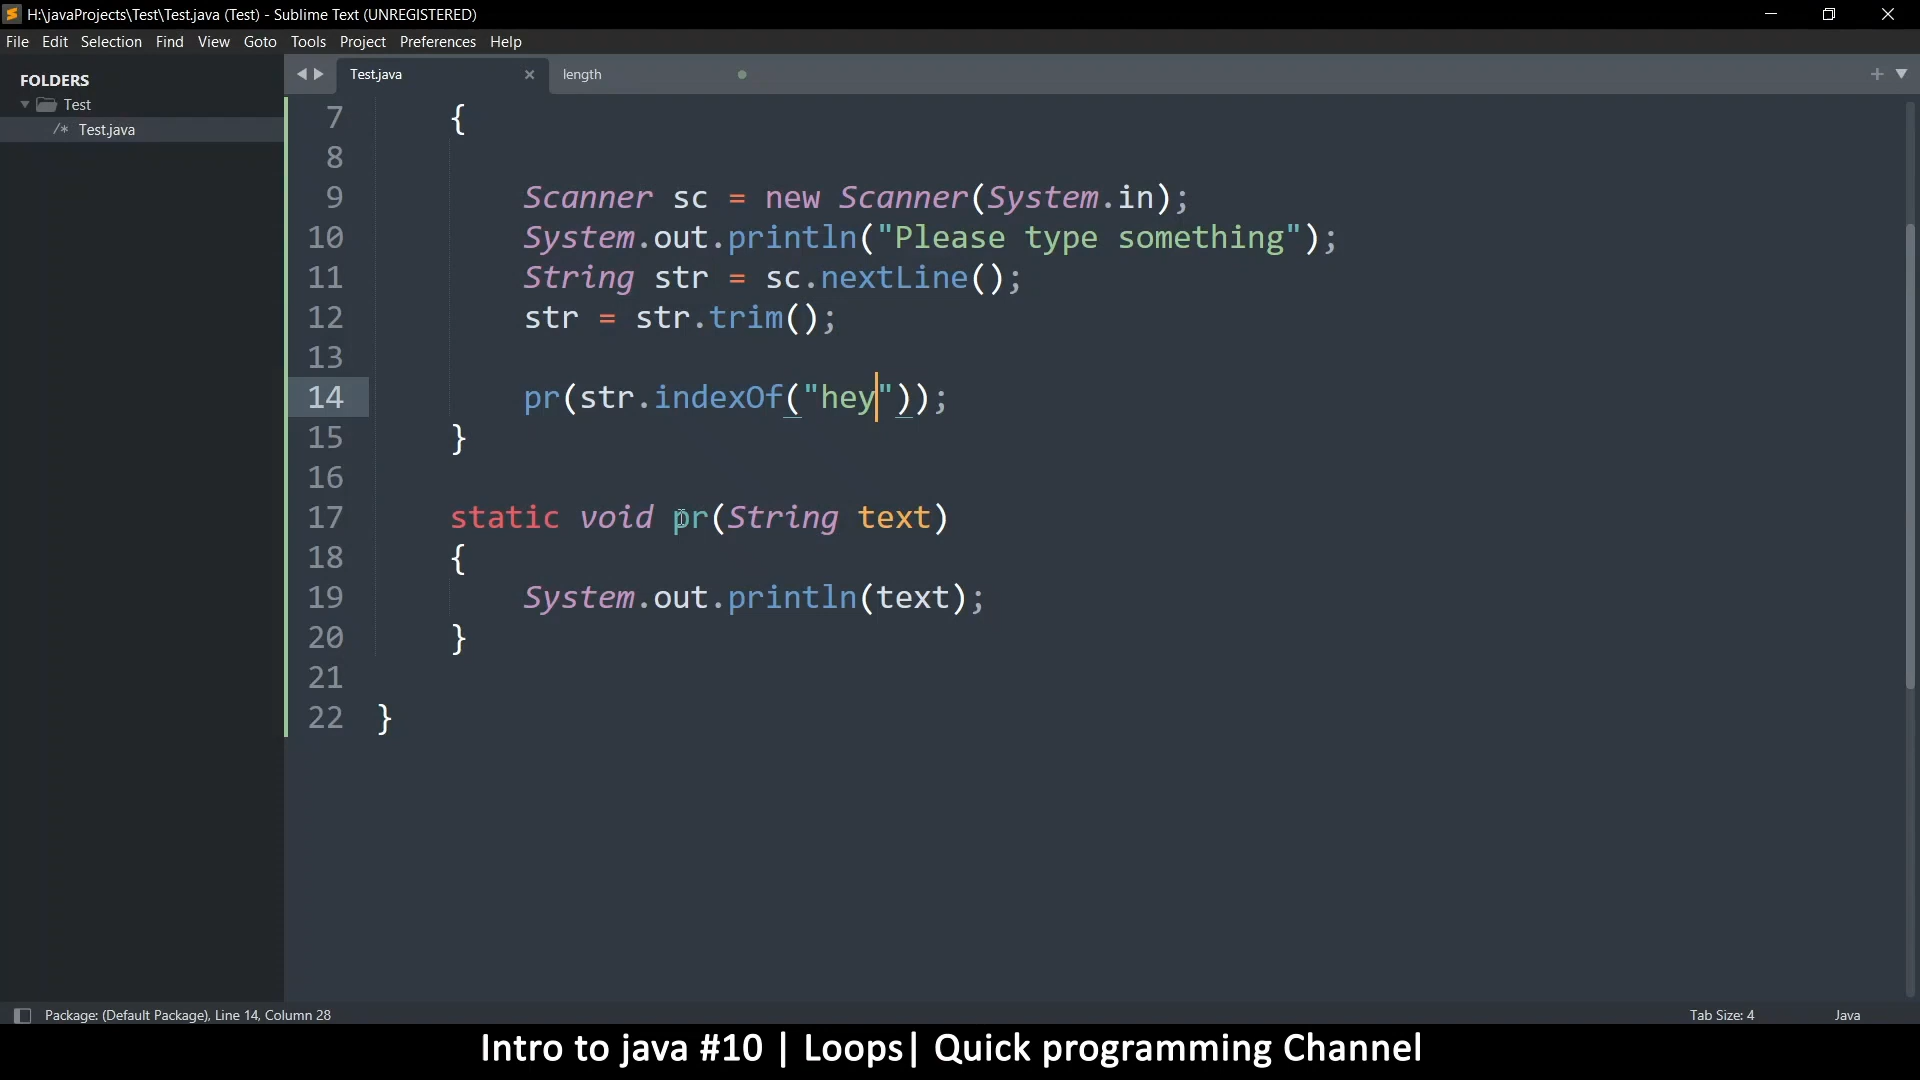 H:\javaProjects\Test\Test.java (Test) - Sublime Text (UNREGISTERED)
File Edit Selection Find View Goto Tools Project Preferences Help
FOLDERS
Test
/* Test.java
Test.java
length
7 {
8
9 Scanner sc = new Scanner(System.in);
10 System.out.println("Please type something");
11 String str = sc.nextLine();
12 str = str.trim();
13
14 pr(str.indexOf("hey"));
15 }
16
17 static void pr(String text)
18 {
19 System.out.println(text);
20 }
21
22 }
Package: (Default Package), Line 14, Column 28
Tab Size: 4
Java
Intro to java #10 | Loops| Quick programming Channel